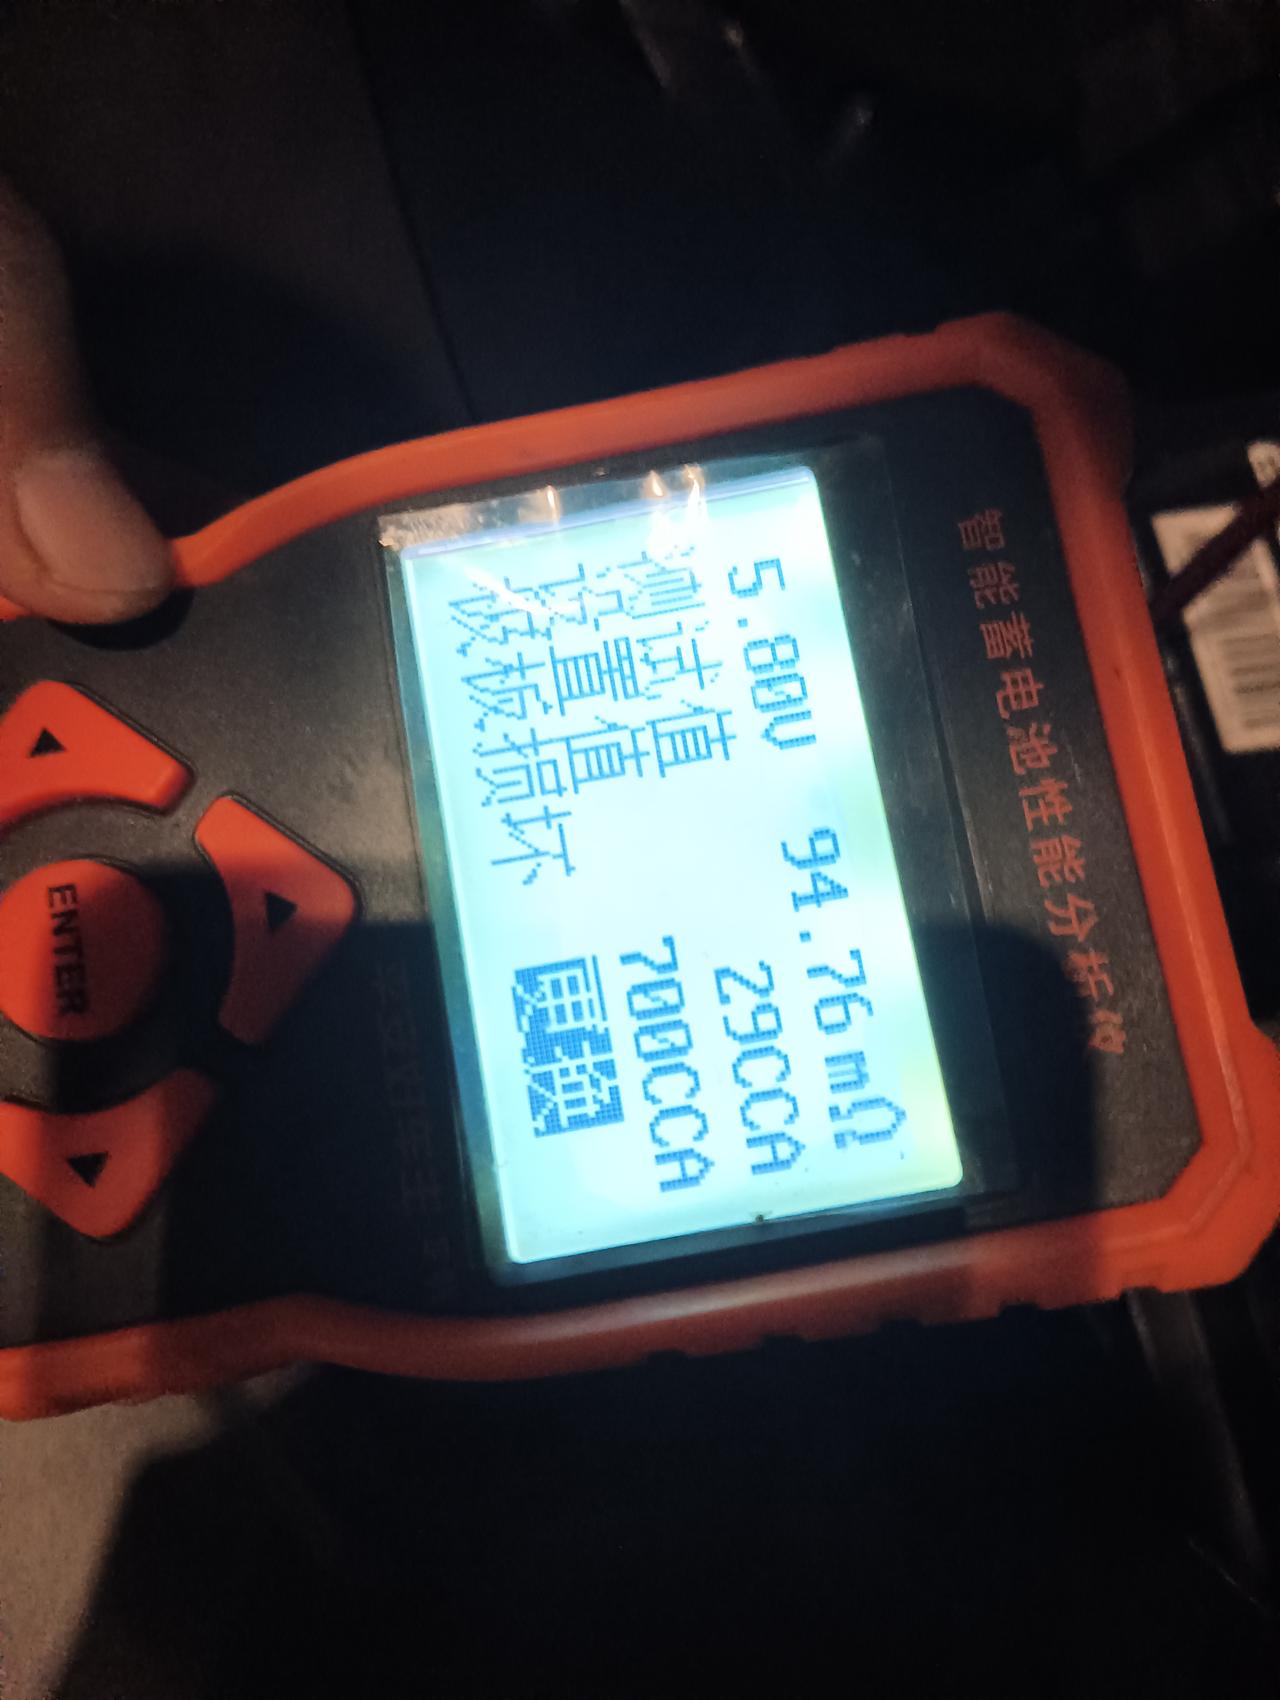 智能蓄电池性能分析仪
5.80V 94.76mΩ
测试值 29CCA
设置值 700CCA
极板损坏
ENTER